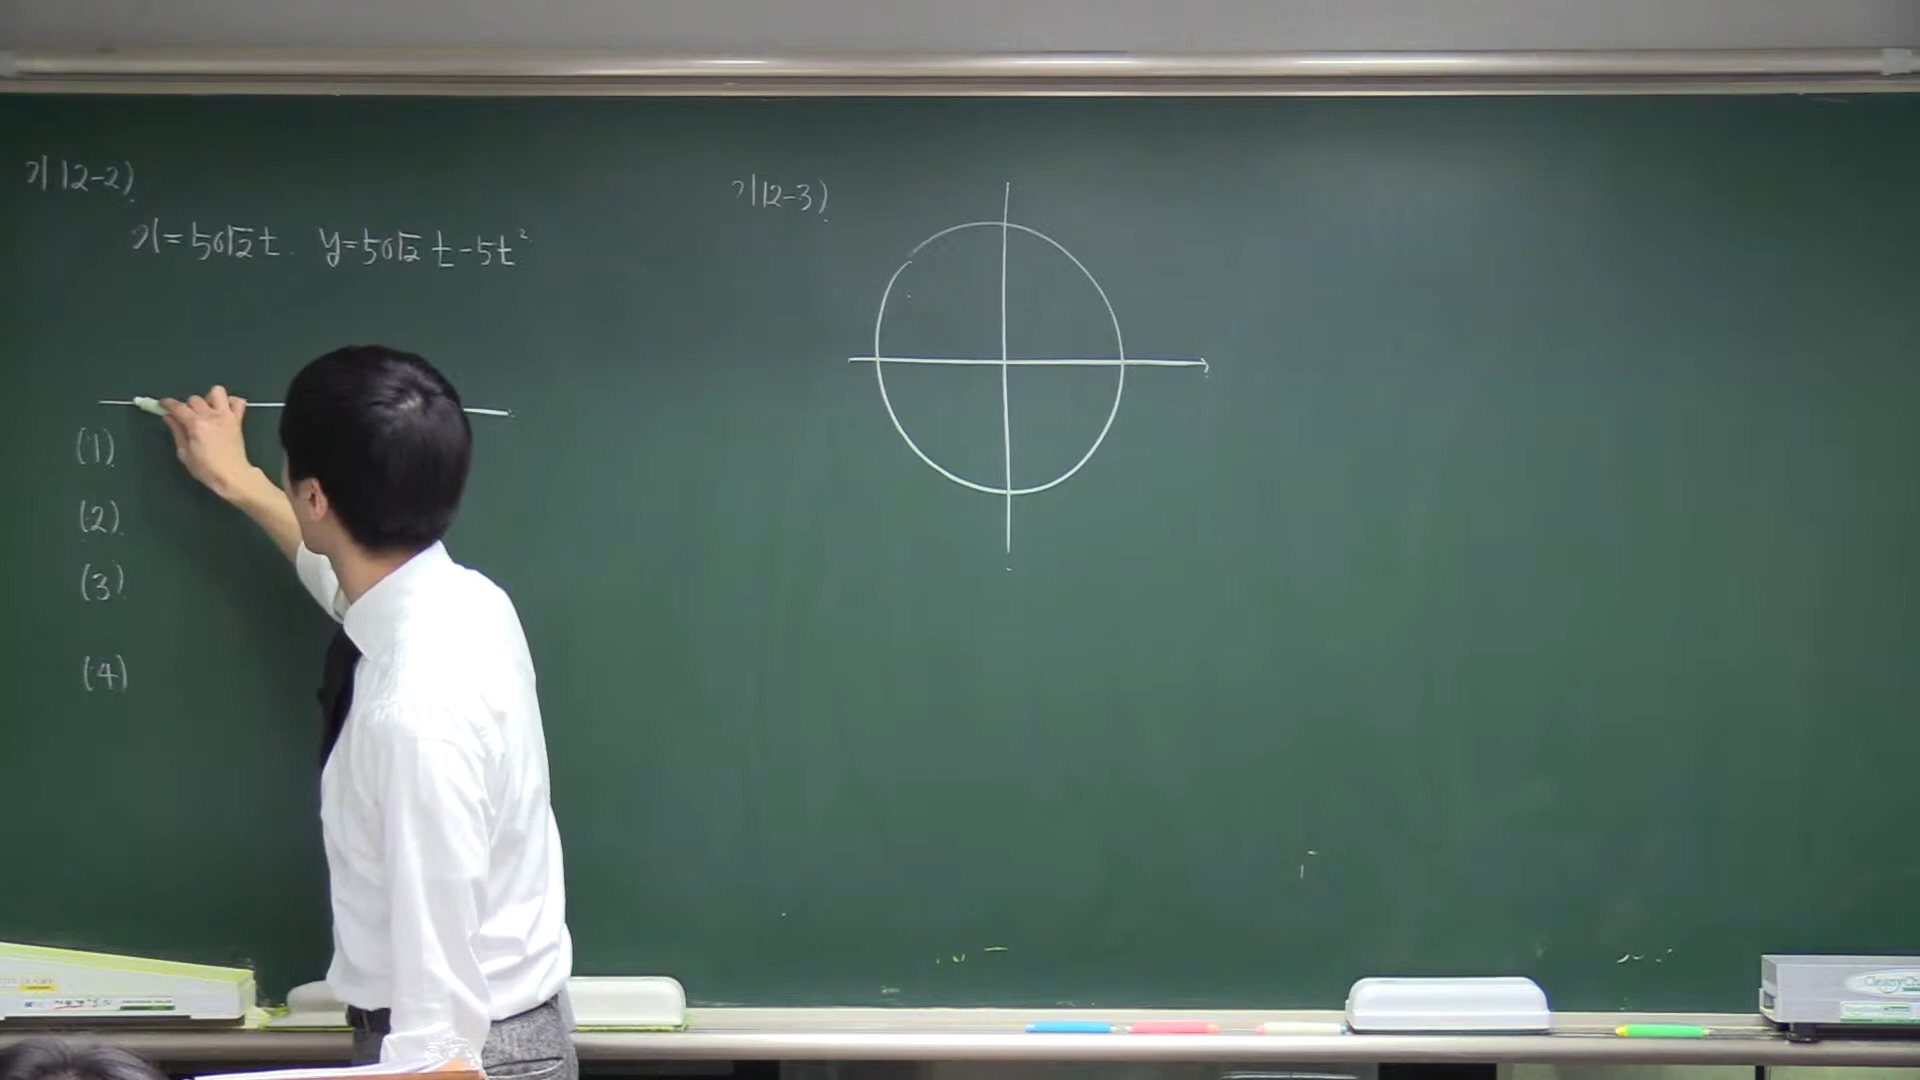 기12-2)
x=50√2t. y=50√2t-5t²
(1)
(2)
(3)
(4)
기12-3)